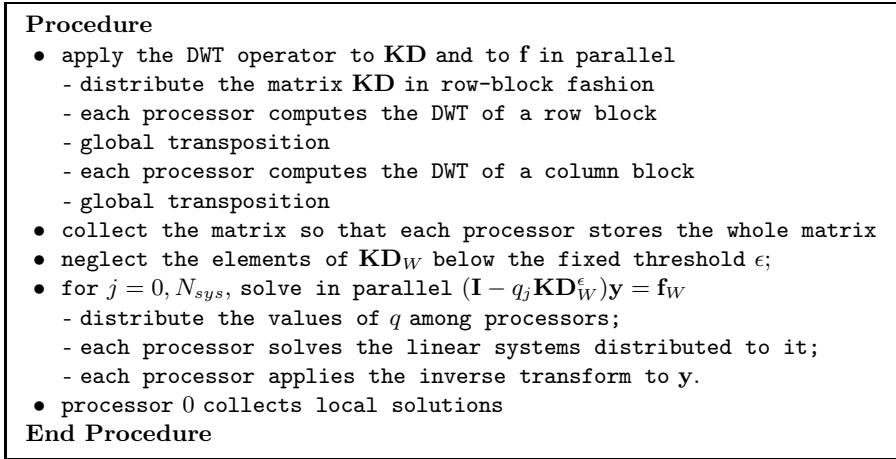 Procedure
• apply the DWT operator to KD and to f in parallel
- distribute the matrix KD in row-block fashion
- each processor computes the DWT of a row block
- global transposition
- each processor computes the DWT of a column block
- global transposition
• collect the matrix so that each processor stores the whole matrix
• neglect the elements of KD_W below the fixed threshold ϵ;
• for j = 0, N_{sys}, solve in parallel (I − q_j KD_W^ϵ)y = f_W
- distribute the values of q among processors;
- each processor solves the linear systems distributed to it;
- each processor applies the inverse transform to y.
• processor 0 collects local solutions
End Procedure